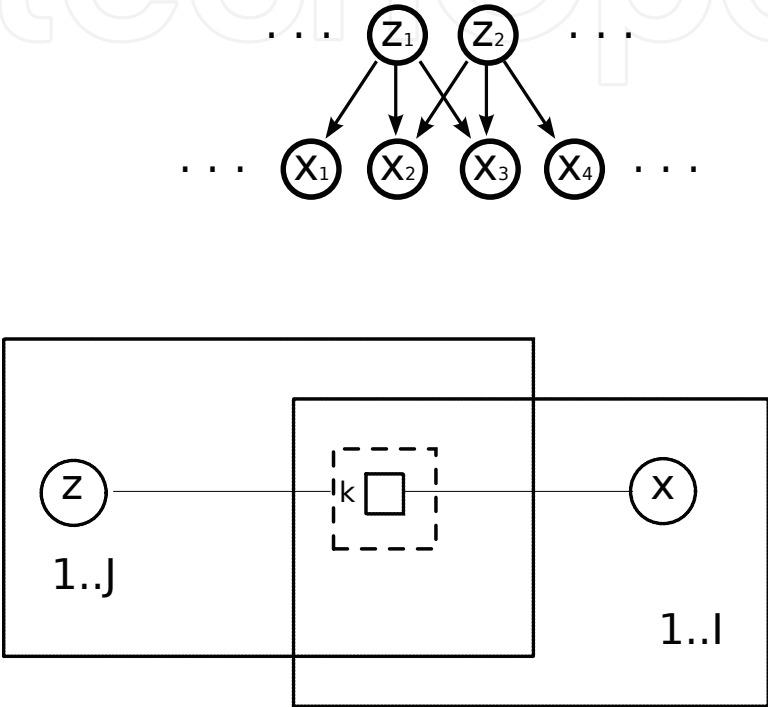 . . . Z1 Z2 . . .
. . . X1 X2 X3 X4 . . .
z k x
1..J
1..I